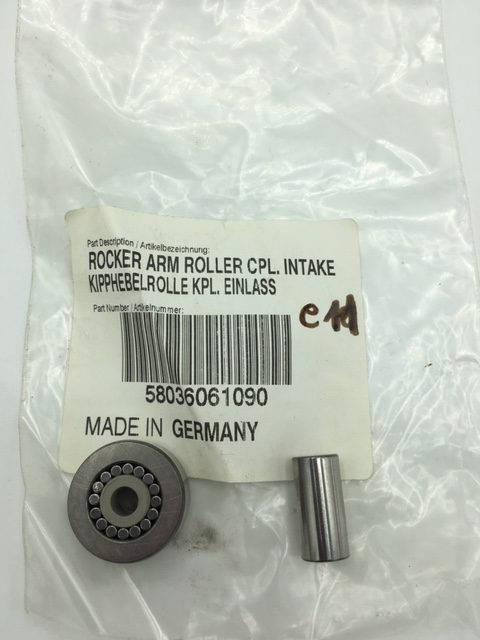 Part Description / Artikelbezeichnung:
ROCKER ARM ROLLER CPL. INTAKE
KIPPHEBELROLLE KPL. EINLASS
Part Number / Artikelnummer:
58036061090
MADE IN GERMANY